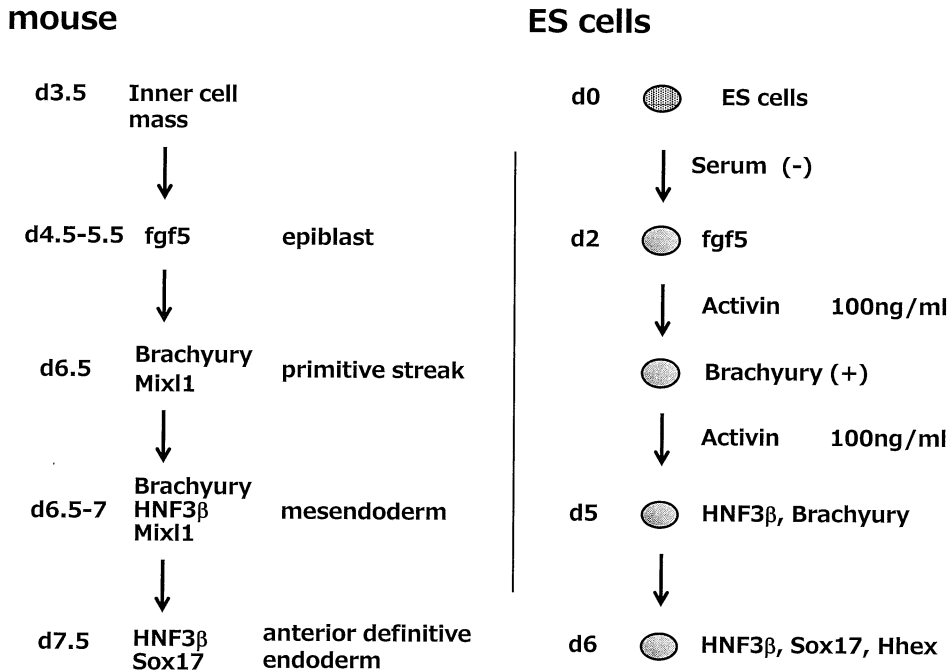 mouse
d3.5 Inner cell
mass
d4.5-5.5 fgf5 epiblast
d6.5 Brachyury
Mixl1 primitive streak
d6.5-7 Brachyury
HNF3β mesendoderm
Mixl1
d7.5 HNF3β
Sox17 anterior definitive
endoderm
ES cells
d0 ES cells
Serum (-)
d2 fgf5
Activin 100ng/ml
Brachyury (+)
Activin 100ng/ml
d5 HNF3β, Brachyury
d6 HNF3β, Sox17, Hhex